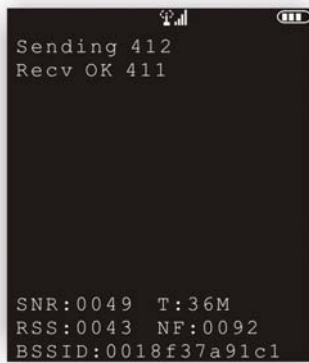 Sending 412
Recv OK 411
SNR:0049 T:36M
RSS:0043 NF:0092
BSSID:0018f37a91c1